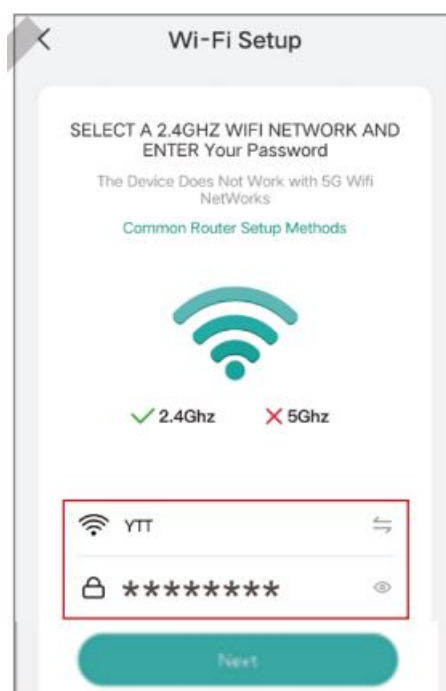 Wi-Fi Setup
SELECT A 2.4GHZ WIFI NETWORK AND
ENTER Your Password
The Device Does Not Work with 5G Wifi
NetWorks
Common Router Setup Methods
2.4Ghz 5Ghz
YTT
********
Next